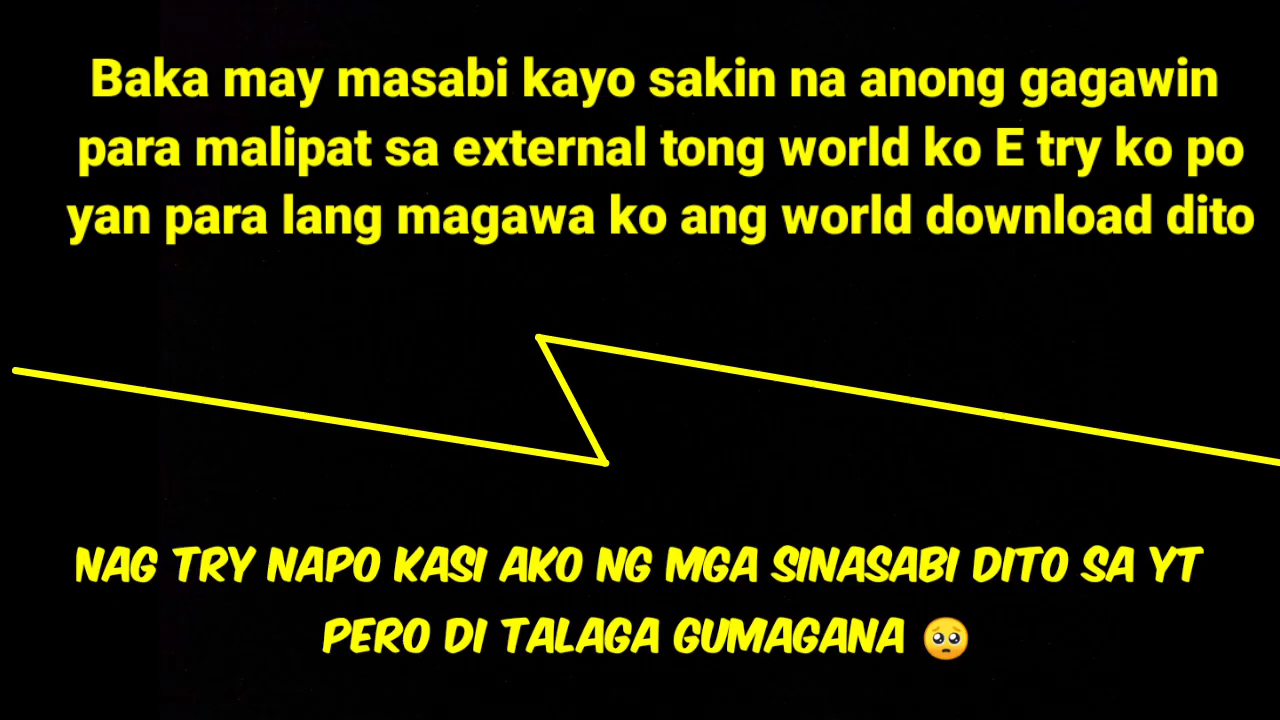 Baka may masabi kayo sakin na anong gagawin
para malipat sa external tong world ko E try ko po
yan para lang magawa ko ang world download dito
NAG TRY NAPO KASI AKO NG MGA SINASABI DITO SA YT
PERO DI TALAGA GUMAGANA 🥺